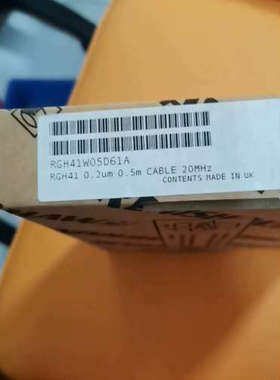 RGH41W05D61A
RGH41 0.2um 0.5m CABLE 20MHz
CONTENTS MADE IN UK